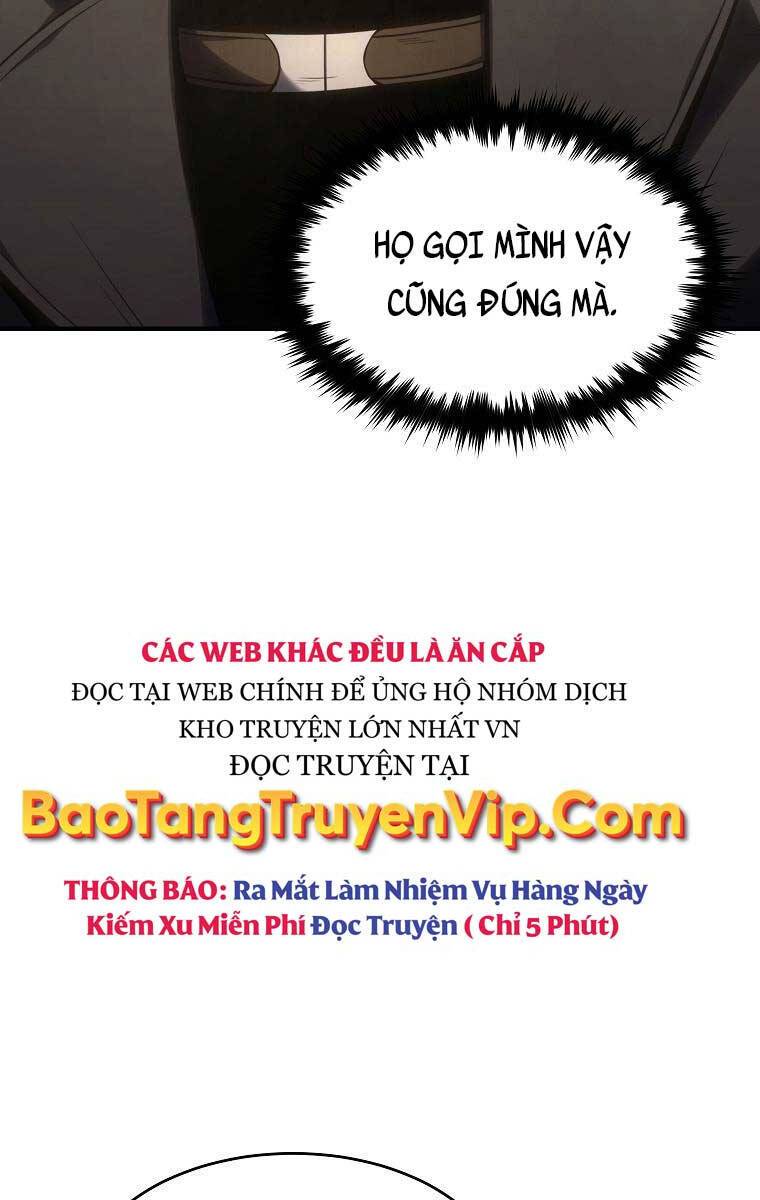 HỌ GỌI MÌNH VẬY
CŨNG ĐÚNG MÀ.
CÁC WEB KHÁC ĐỀU LÀ ĂN CẮP
ĐỌC TẠI WEB CHÍNH ĐỂ ỦNG HỘ NHÓM DỊCH
KHO TRUYỆN LỚN NHẤT VN
ĐỌC TRUYỆN TẠI
BaoTangTruyenVip.Com
THÔNG BÁO: Ra Mắt Làm Nhiệm Vụ Hàng Ngày
Kiếm Xu Miễn Phí Đọc Truyện ( Chỉ 5 Phút)